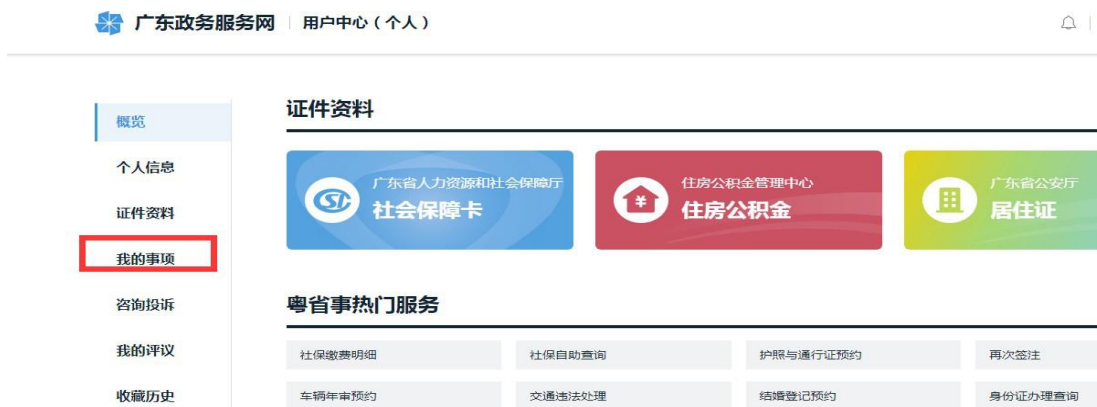 广东政务服务网 用户中心（个人）
概览
个人信息
证件资料
我的事项
咨询投诉
我的评议
收藏历史
证件资料
广东省人力资源和社会保障厅
社会保障卡
住房公积金管理中心
住房公积金
广东省公安厅
居住证
粤省事热门服务
社保缴费明细 社保自助查询 护照与通行证预约 再次签注
车辆年审预约 交通违法处理 结婚登记预约 身份证办理查询